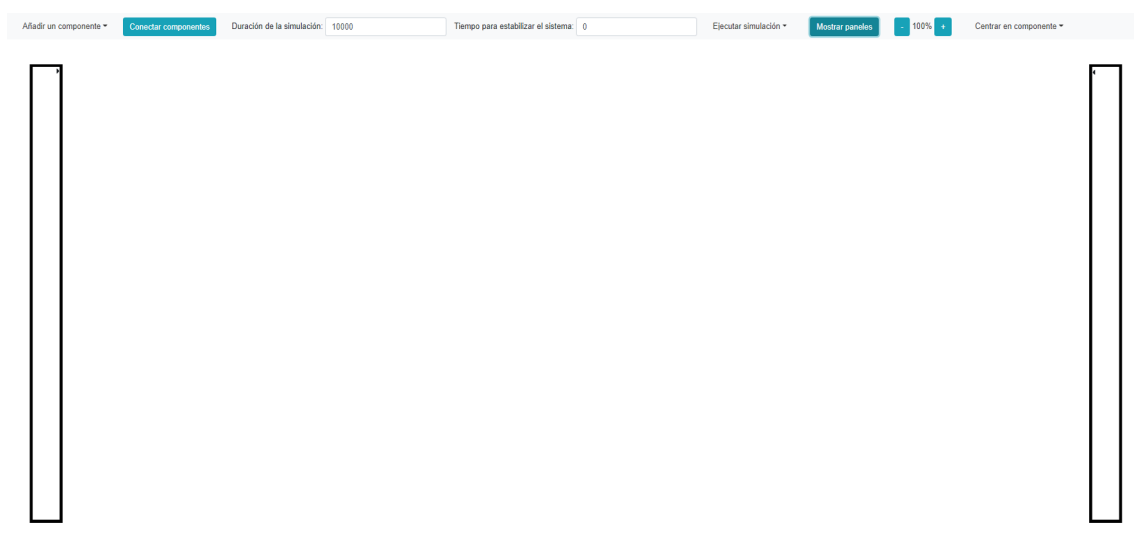 Añadir un componente Conectar componentes Duración de la simulación: 10000 Tiempo para estabilizar el sistema: 0 Ejecutar simulación Mostrar paneles - 100% + Centrar en componente